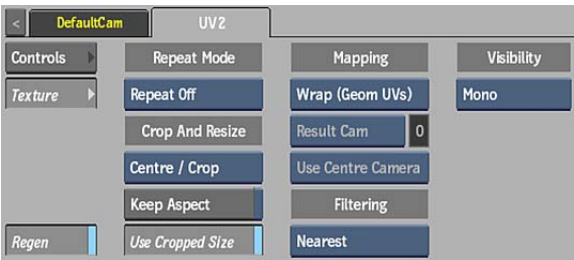 < DefaultCam UV2
Controls Repeat Mode Mapping Visibility
Texture Repeat Off Wrap (Geom UVs) Mono
Crop And Resize Result Cam 0
Centre / Crop Use Centre Camera
Keep Aspect Filtering
Regen Use Cropped Size Nearest